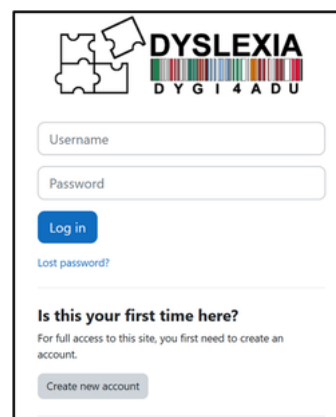 DYSLEXIA
DYGI4ADU
Username
Password
Log in
Lost password?
Is this your first time here?
For full access to this site, you first need to create an
account.
Create new account